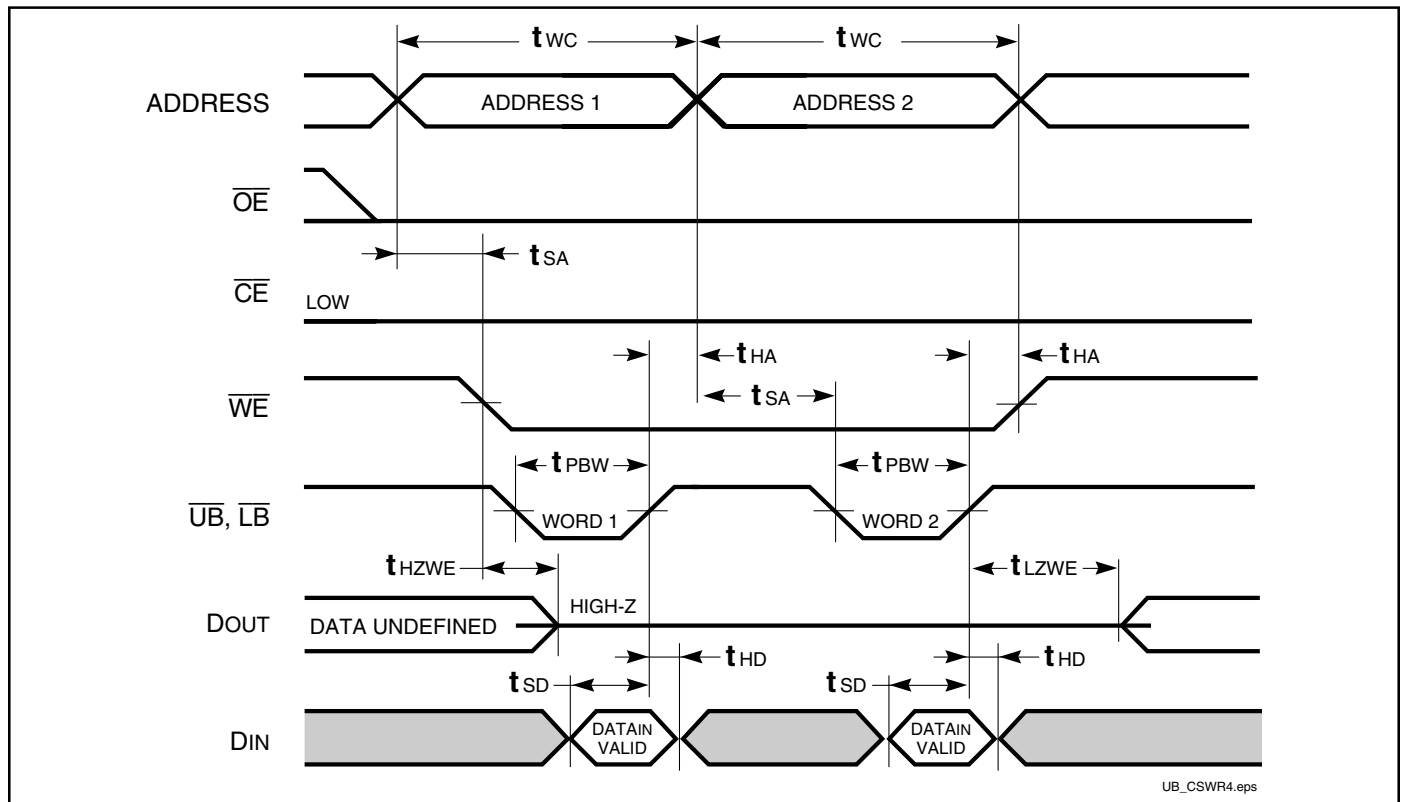 tWC tWC
ADDRESS ADDRESS 1 ADDRESS 2
OE
tSA
CE LOW
tHA tHA
WE tSA
tPBW tPBW
UB, LB WORD 1 WORD 2
tHZWE tLZWE
DOUT DATA UNDEFINED HIGH-Z
tHD tHD
tSD tSD
DIN DATAIN VALID DATAIN VALID
UB_CSWR4.eps